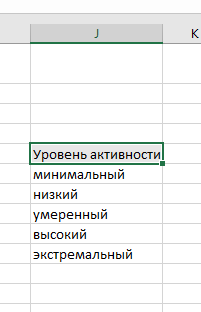 J K
Уровень активности
минимальный
низкий
умеренный
высокий
экстремальный